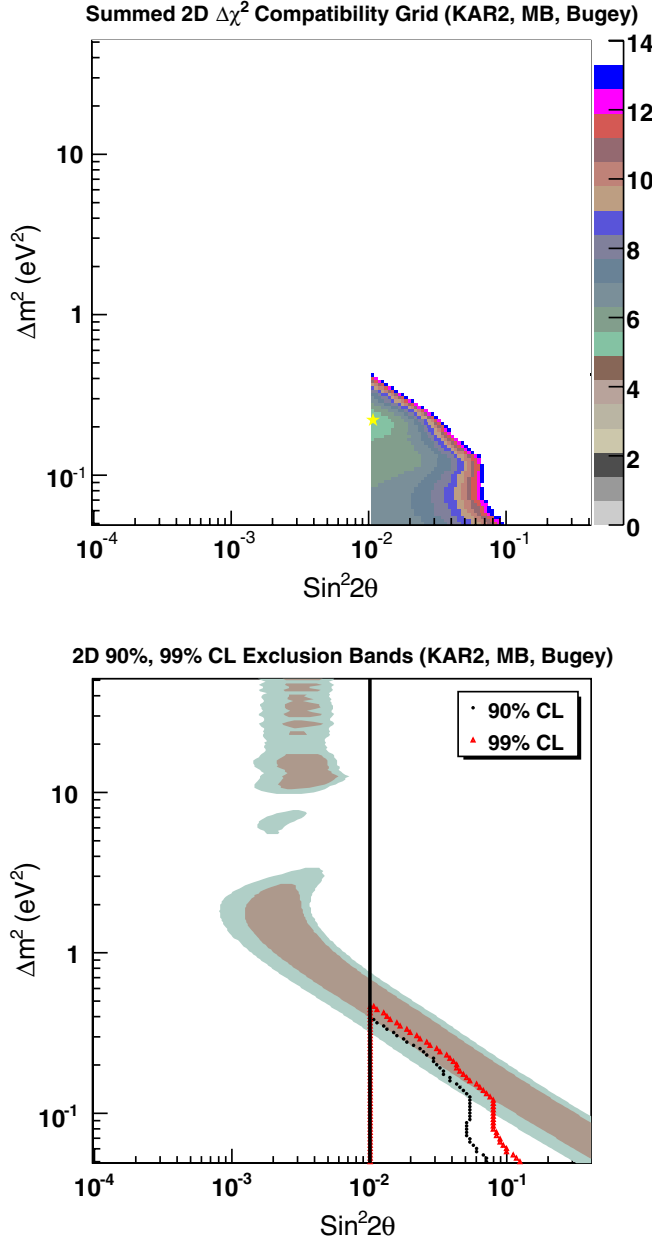 Summed 2D Δχ² Compatibility Grid (KAR2, MB, Bugey)
14
12
10
8
6
4
2
0
10
1
10⁻¹
Δm² (eV²)
10⁻⁴
10⁻³
10⁻²
10⁻¹
Sin²2θ
2D 90%, 99% CL Exclusion Bands (KAR2, MB, Bugey)
90% CL
99% CL
10
1
10⁻¹
Δm² (eV²)
10⁻⁴
10⁻³
10⁻²
10⁻¹
Sin²2θ